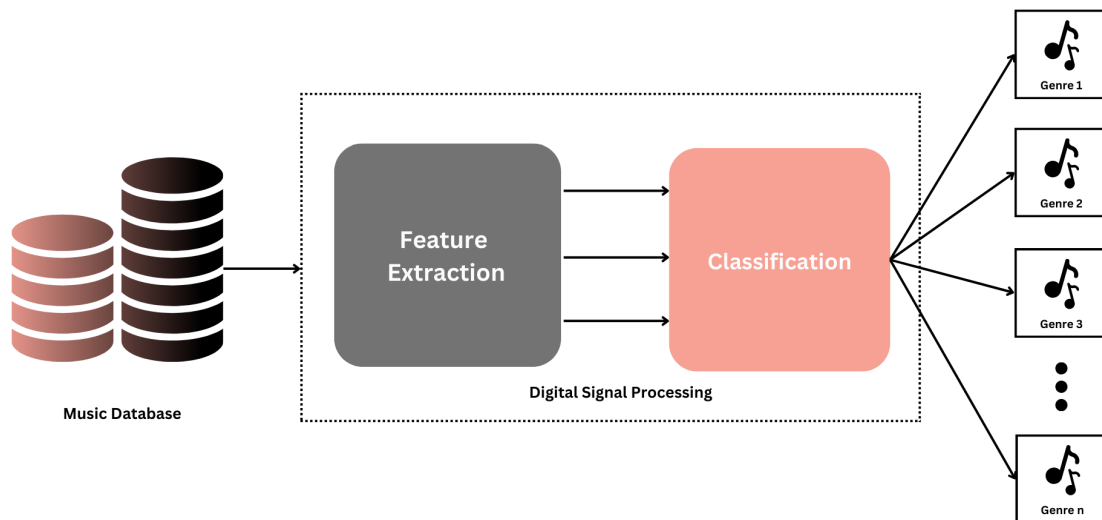 Music Database
Feature
Extraction
Classification
Digital Signal Processing
Genre 1
Genre 2
Genre 3
Genre n